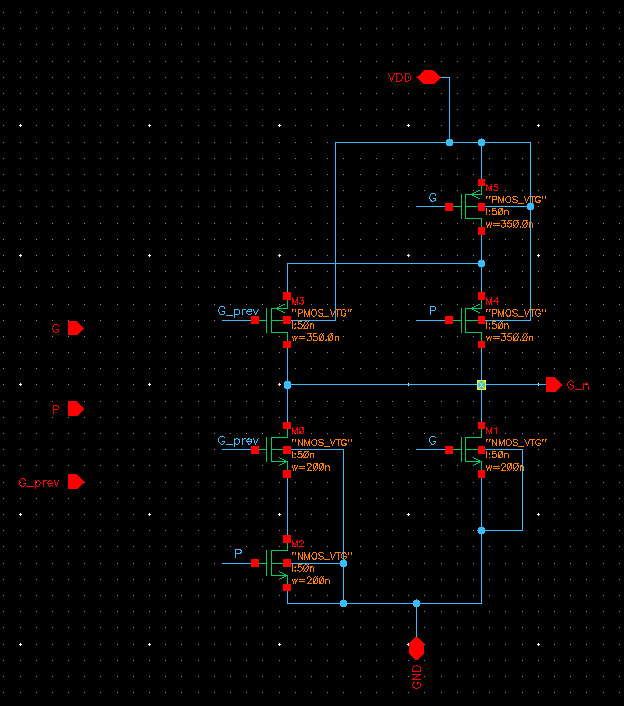 VDD
M5
G
"PMOS_VTG"
l:50n
w=350.0n
M3
M4
G_prev
"PMOS_VTG"
P
"PMOS_VTG"
G
l:50n
l:50n
w=350.0n
w=350.0n
G_n
P
M0
M1
G_prev
"NMOS_VTG"
G
"NMOS_VTG"
l:50n
l:50n
w=200n
w=200n
G_prev
M2
P
"NMOS_VTG"
l:50n
w=200n
GND